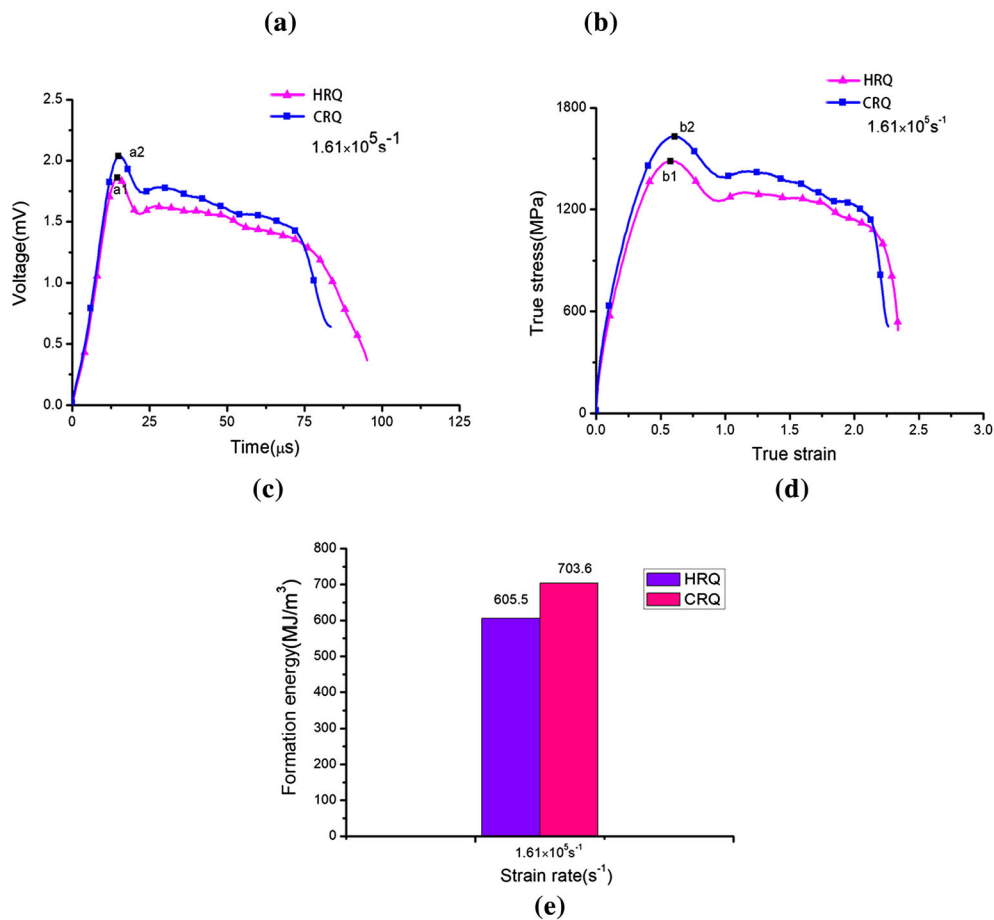 (a)
(b)
HRQ
CRQ
1.61×10⁵s⁻¹
2.5
2.0
1.5
1.0
0.5
0.0
a2
a1
Voltage(mV)
0
25
50
75
100
125
Time(μs)
(c)
HRQ
CRQ
1.61×10⁵s⁻¹
1800
1200
600
0
b2
b1
True stress(MPa)
0.0
0.5
1.0
1.5
2.0
2.5
3.0
True strain
(d)
800
700
600
500
400
300
200
100
0
Formation energy(MJ/m³)
605.5
703.6
HRQ
CRQ
1.61×10⁵s⁻¹
Strain rate(s⁻¹)
(e)